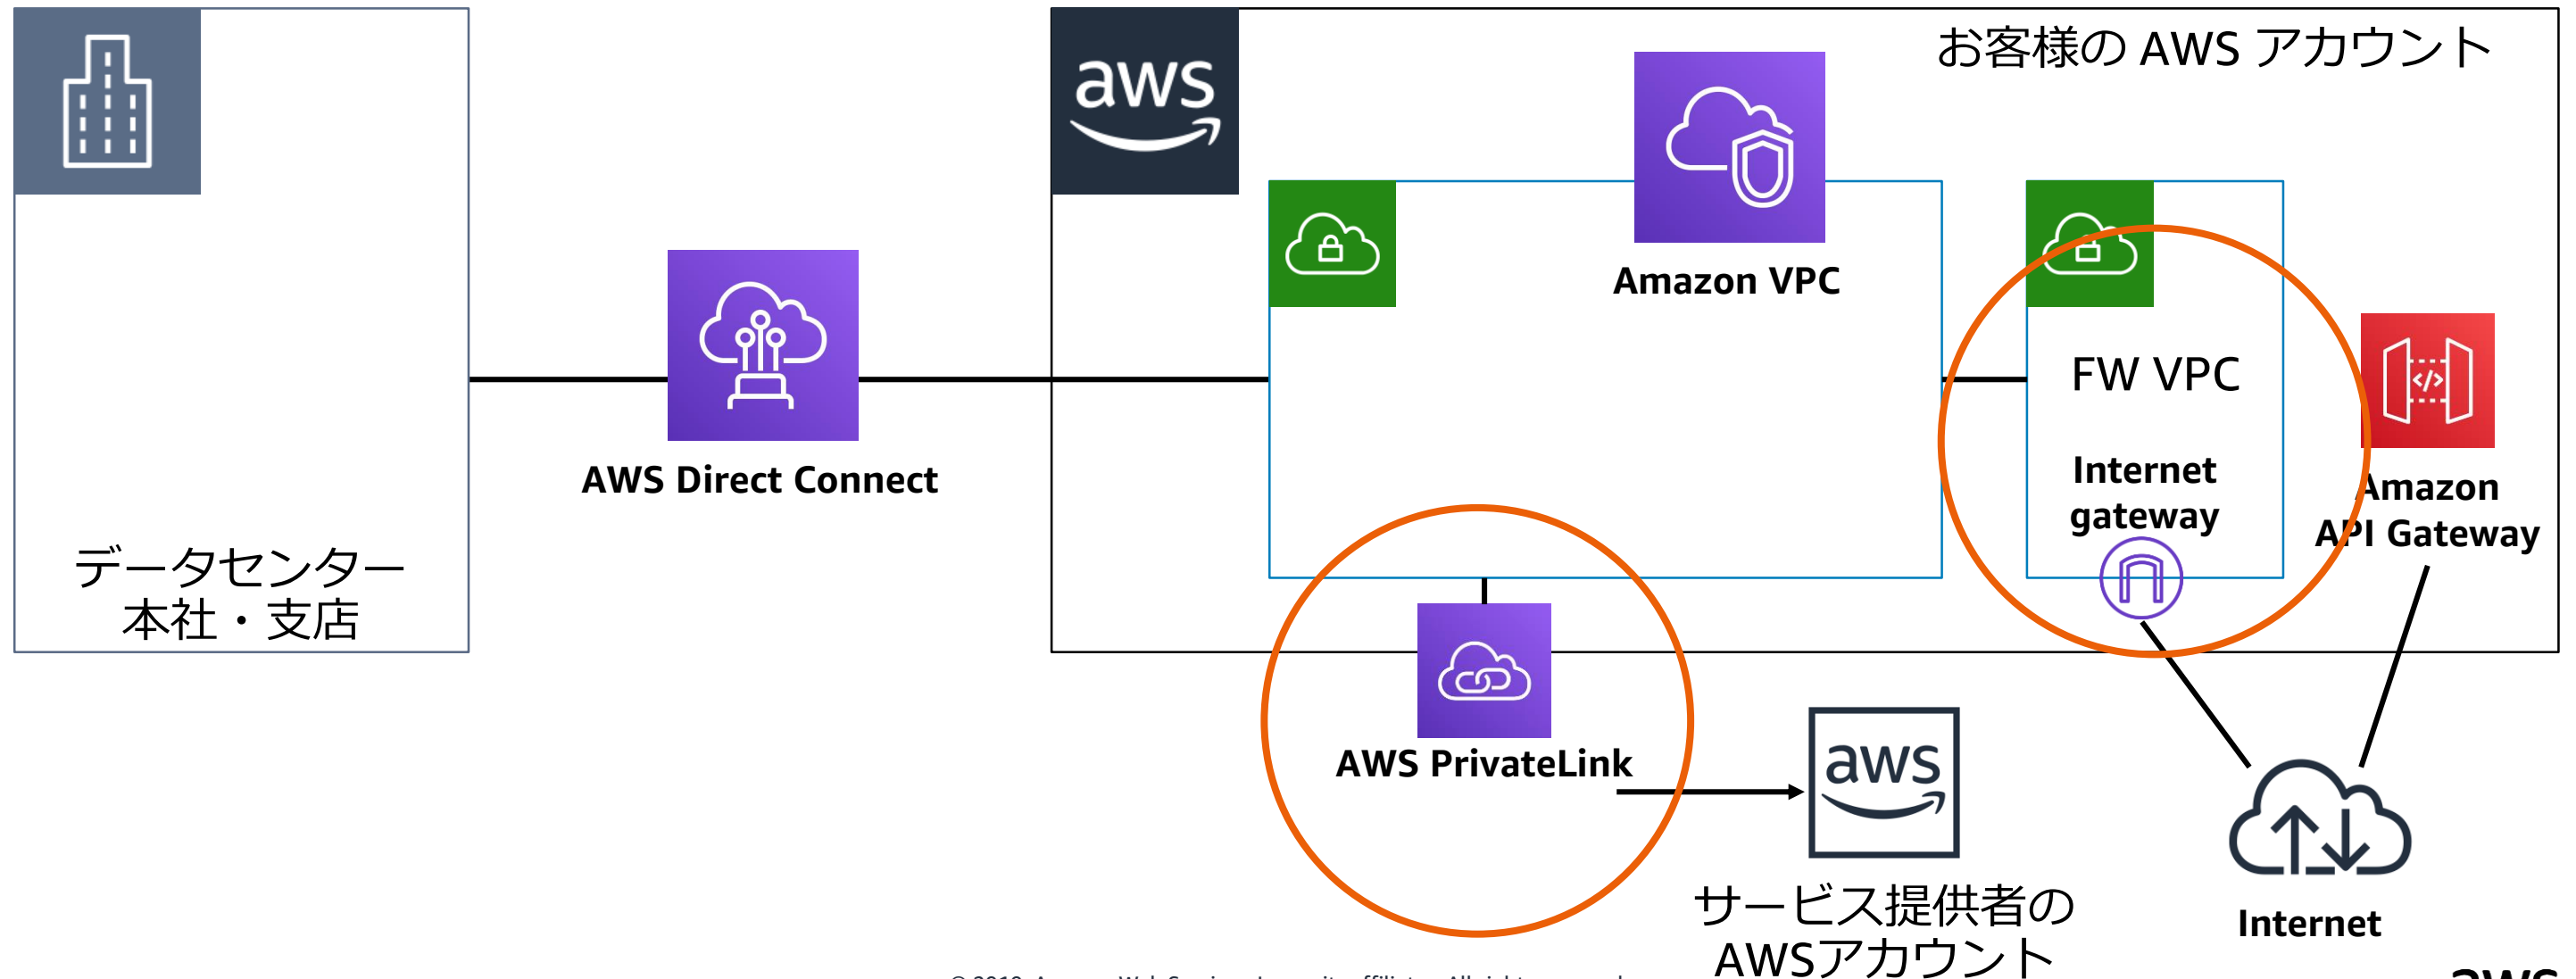 aws
お客様の AWS アカウント
Amazon VPC
FW VPC
Internet
gateway
Amazon
API Gateway
AWS Direct Connect
データセンター
本社・支店
AWS PrivateLink
aws
サービス提供者の
AWSアカウント
Internet